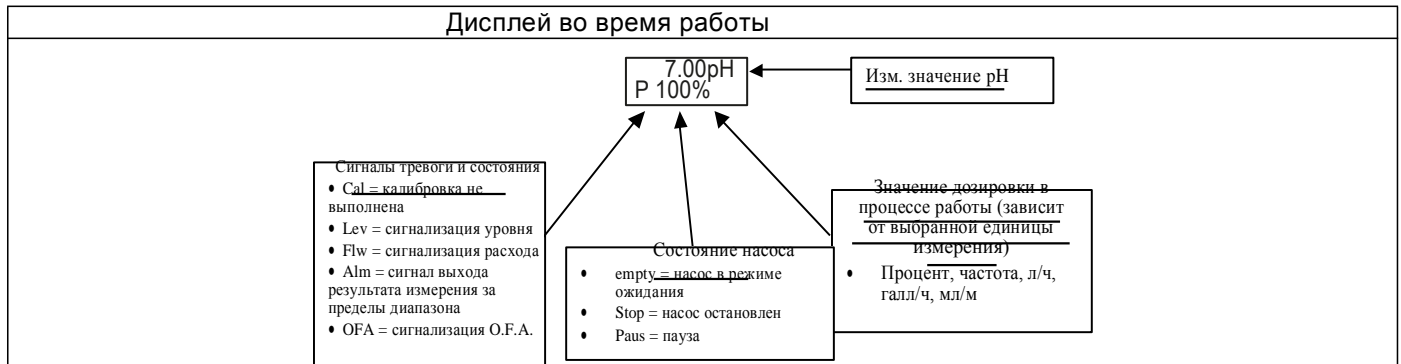 Дисплей во время работы
7.00pH
P 100%
Изм. значение pH
Сигналы тревоги и состояния
• Cal = калибровка не
выполнена
• Lev = сигнализация уровня
• Flw = сигнализация расхода
• Alm = сигнал выхода
результата измерения за
пределы диапазона
• OFA = сигнализация O.F.A.
Состояние насоса
• empty = насос в режиме
ожидания
• Stop = насос остановлен
• Paus = пауза
Значение дозировки в
процессе работы (зависит
от выбранной единицы
измерения)
• Процент, частота, л/ч,
галл/ч, мл/м